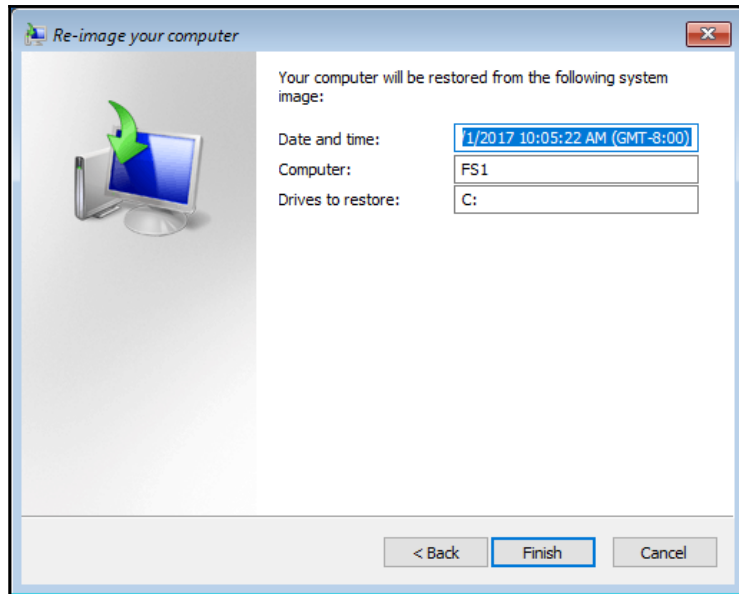 Re-image your computer
Your computer will be restored from the following system
image:
Date and time: /1/2017 10:05:22 AM (GMT-8:00)
Computer: FS1
Drives to restore: C:
< Back Finish Cancel